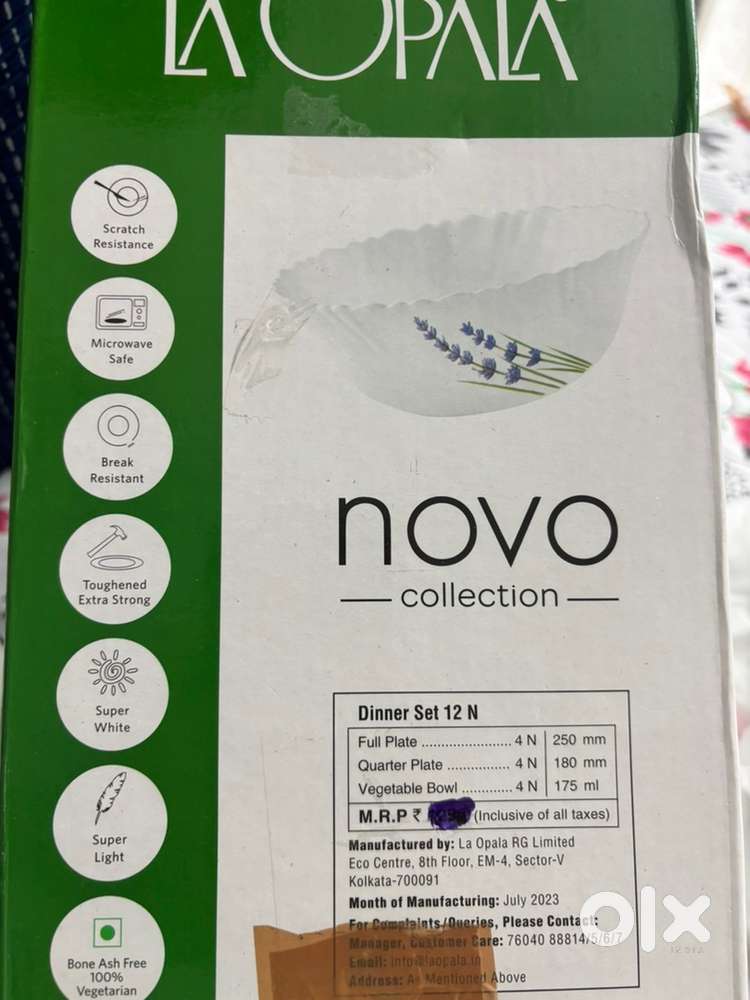 LA OPALA
Scratch
Resistance
Microwave
Safe
Break
Resistant
Toughened
Extra Strong
Super
White
Super
Light
Bone Ash Free
100%
Vegetarian
novo
collection
Dinner Set 12 N
Full Plate ...................... 4 N 250 mm
Quarter Plate ................ 4 N 180 mm
Vegetable Bowl ............. 4 N 175 ml
M.R.P ₹ (Inclusive of all taxes)
Manufactured by: La Opala RG Limited
Eco Centre, 8th Floor, EM-4, Sector-V
Kolkata-700091
Month of Manufacturing: July 2023
For Complaints/Queries, Please Contact:
Manager, Customer Care: 76040 88814/5/6/7
Email: info@laopala.in
Address: As Mentioned Above
olx